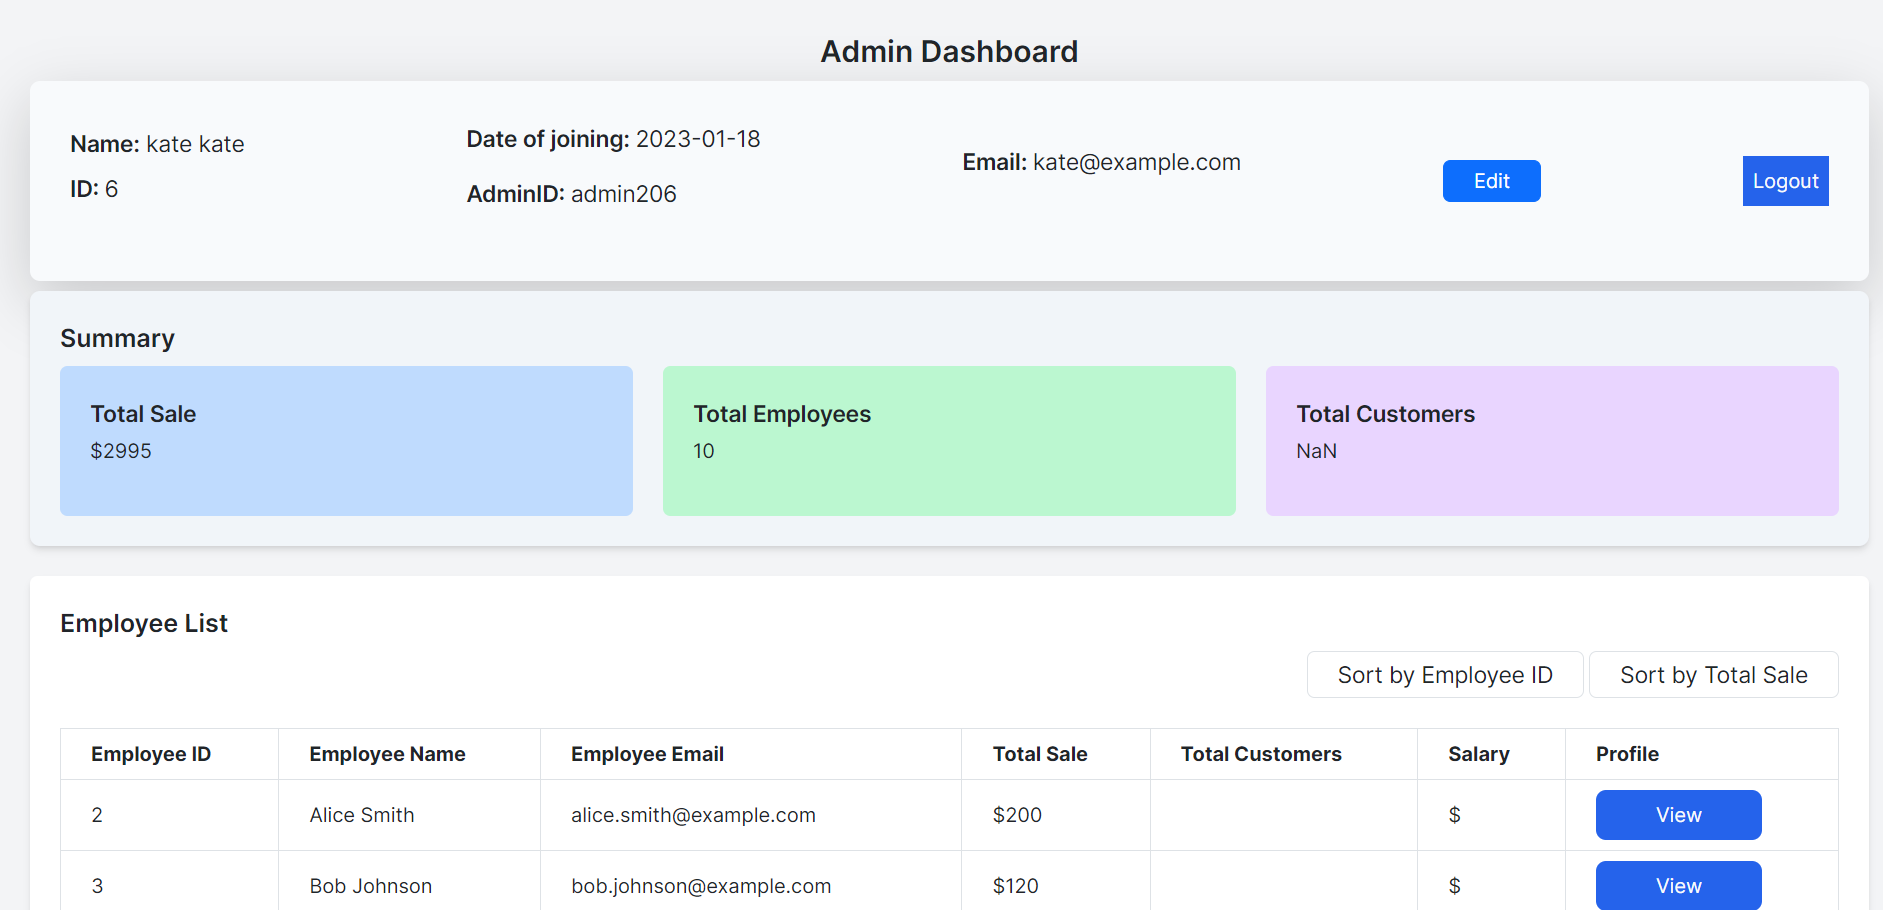 Admin Dashboard
Name: kate kate
ID: 6
Date of joining: 2023-01-18
AdminID: admin206
Email: kate@example.com
Edit
Logout
Summary
Total Sale
$2995
Total Employees
10
Total Customers
NaN
Employee List
Sort by Employee ID
Sort by Total Sale
Employee ID Employee Name Employee Email Total Sale Total Customers Salary Profile
2 Alice Smith alice.smith@example.com $200 $ View
3 Bob Johnson bob.johnson@example.com $120 $ View